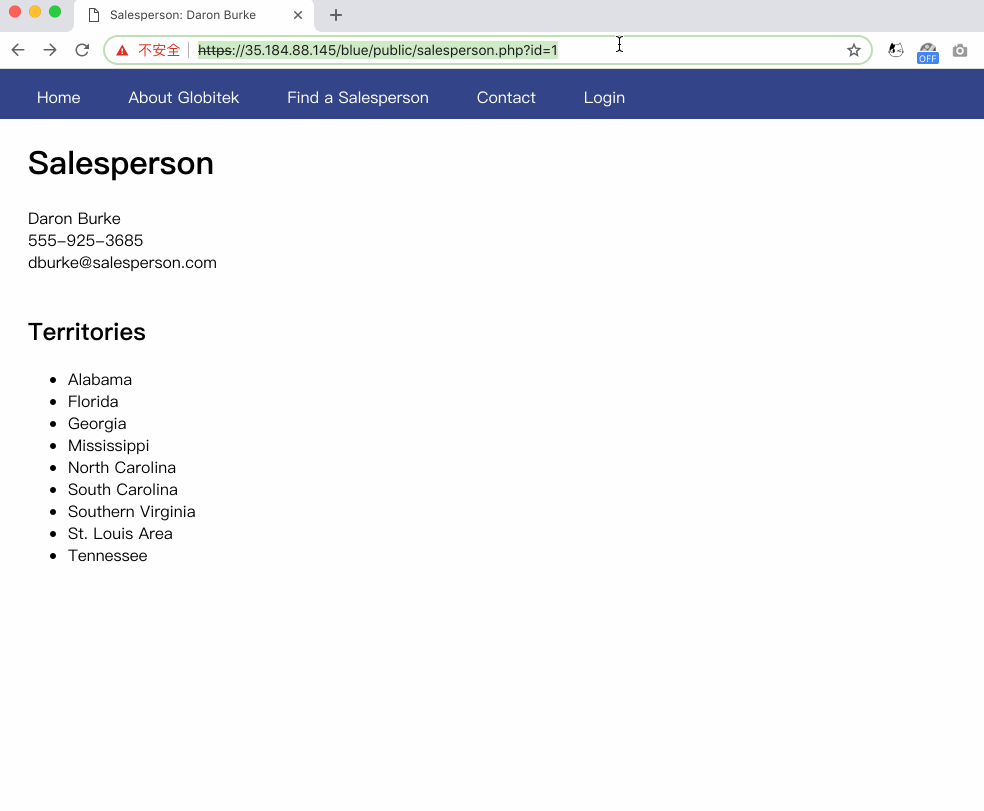 Salesperson: Daron Burke
不安全 https://35.184.88.145/blue/public/salesperson.php?id=1
OFF
Home About Globitek Find a Salesperson Contact Login
Salesperson
Daron Burke
555-925-3685
dburke@salesperson.com
Territories
Alabama
Florida
Georgia
Mississippi
North Carolina
South Carolina
Southern Virginia
St. Louis Area
Tennessee